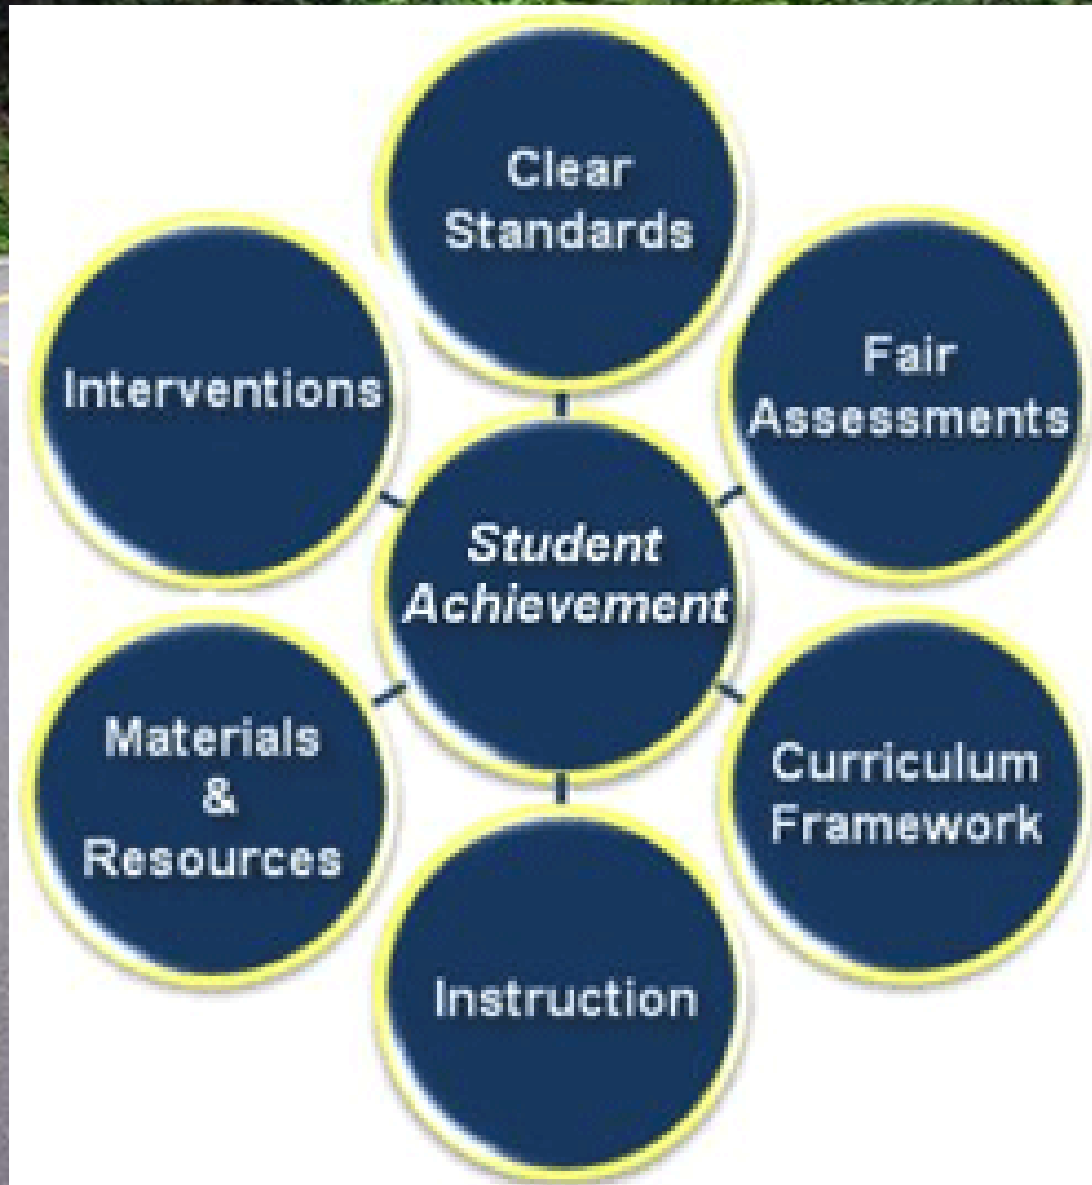 Clear
Standards
Fair
Assessments
Curriculum
Framework
Instruction
Materials
&
Resources
Interventions
Student
Achievement